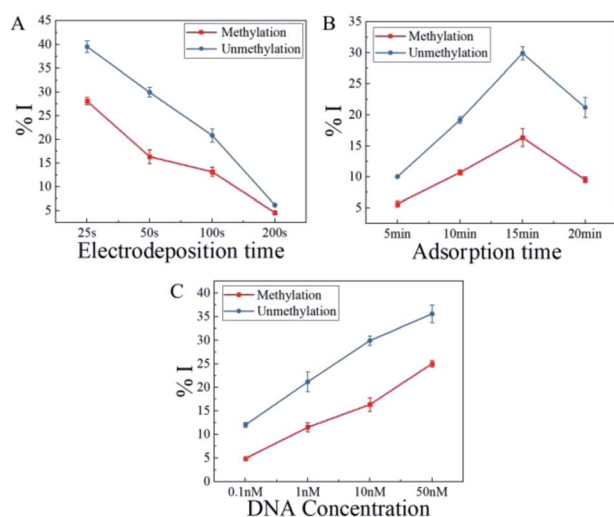 A
45
40
35
30
25
20
15
10
5
% I
Methylation
Unmethylation
25s 50s 100s 200s
Electrodeposition time
B
35
30
25
20
15
10
5
% I
Methylation
Unmethylation
5min 10min 15min 20min
Adsorption time
C
40
35
30
25
20
15
10
5
0
% I
Methylation
Unmethylation
0.1nM 1nM 10nM 50nM
DNA Concentration